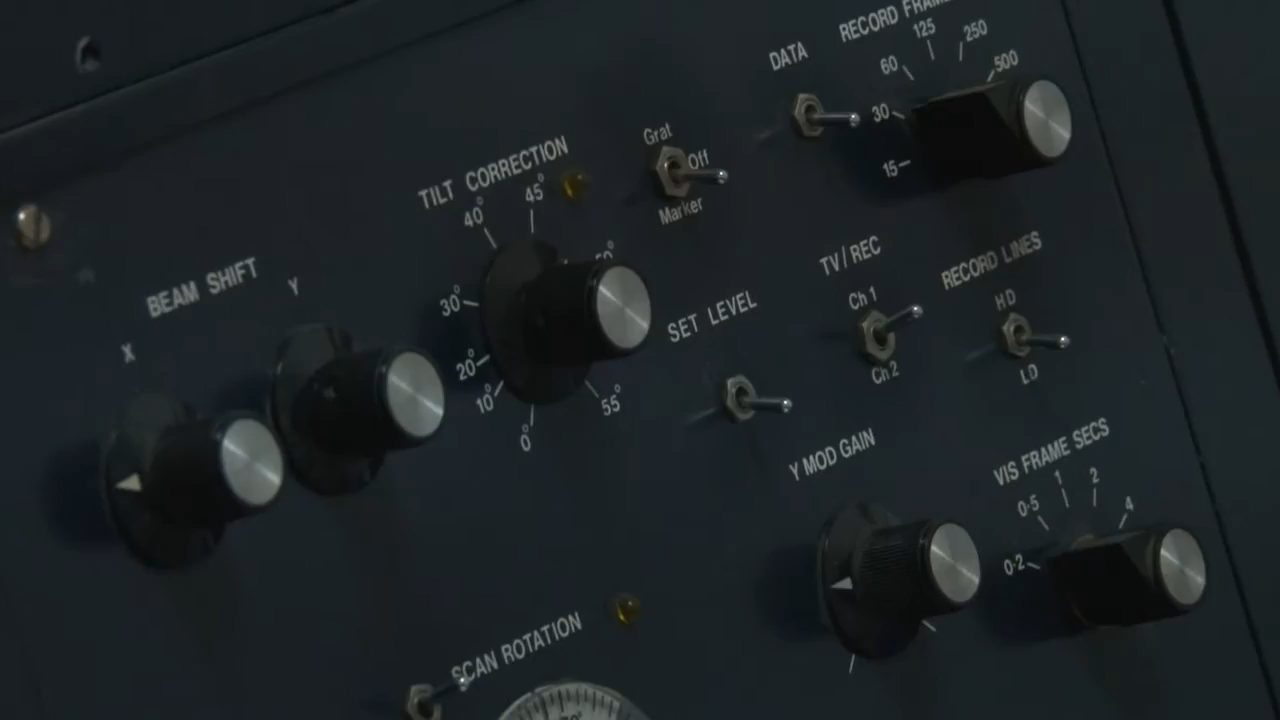 RECORD FRAME
DATA
125
250
60
500
30
15
Grat
Off
Marker
TILT CORRECTION
45°
40°
50°
30°
20°
10°
0°
55°
BEAM SHIFT
X
Y
TV/REC
Ch 1
Ch 2
RECORD LINES
HD
LD
SET LEVEL
Y MOD GAIN
VIS FRAME SECS
0·5
1
2
4
0·2
SCAN ROTATION